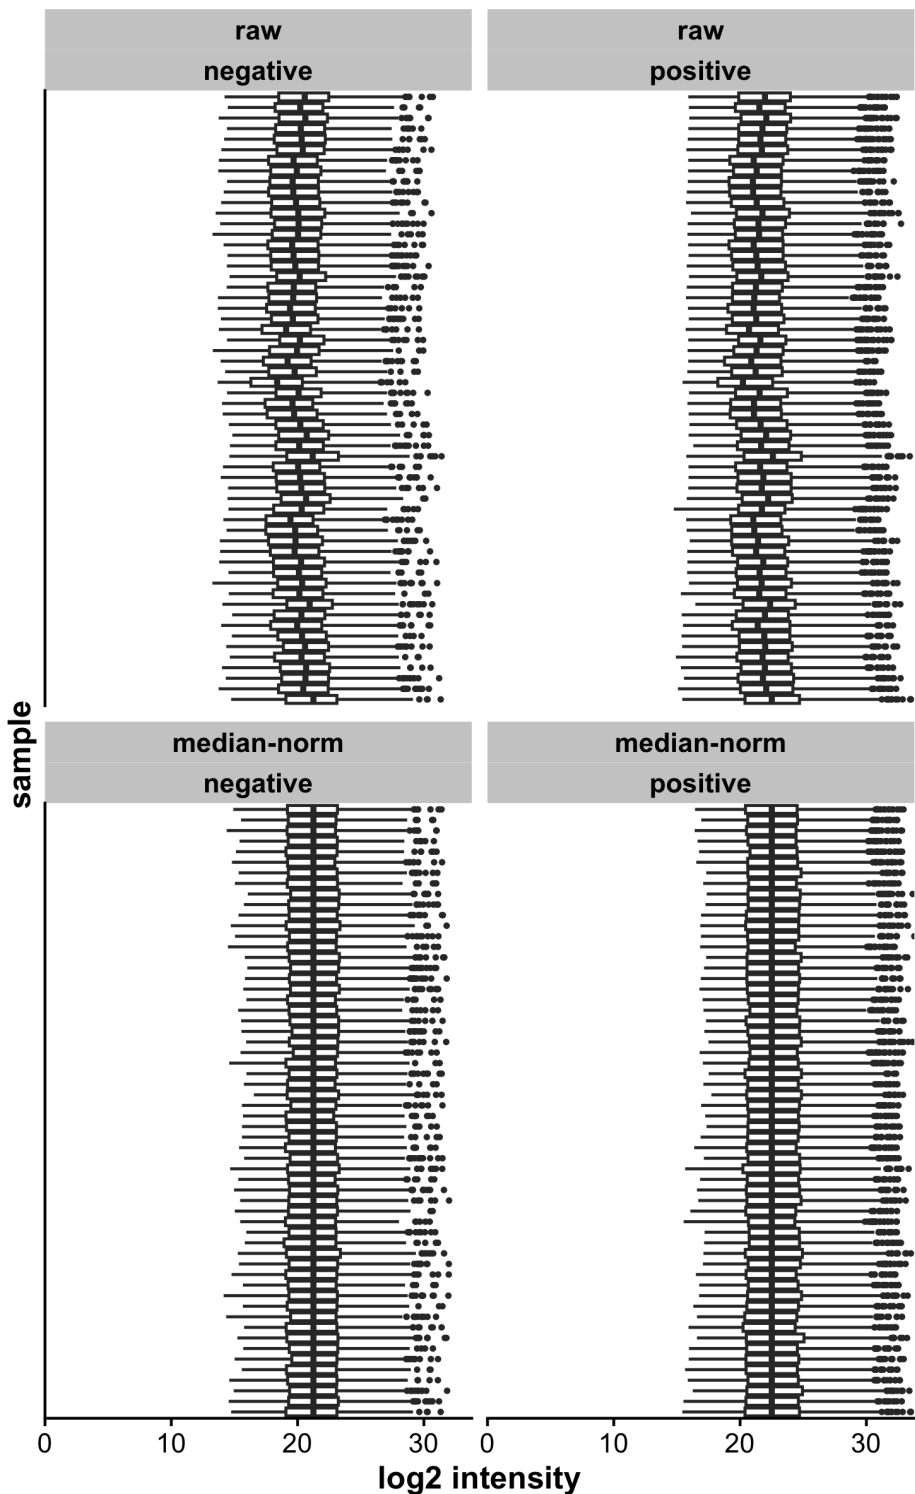 raw
negative
raw
positive
sample
median-norm
negative
median-norm
positive
0 10 20 30 0 10 20 30
log2 intensity